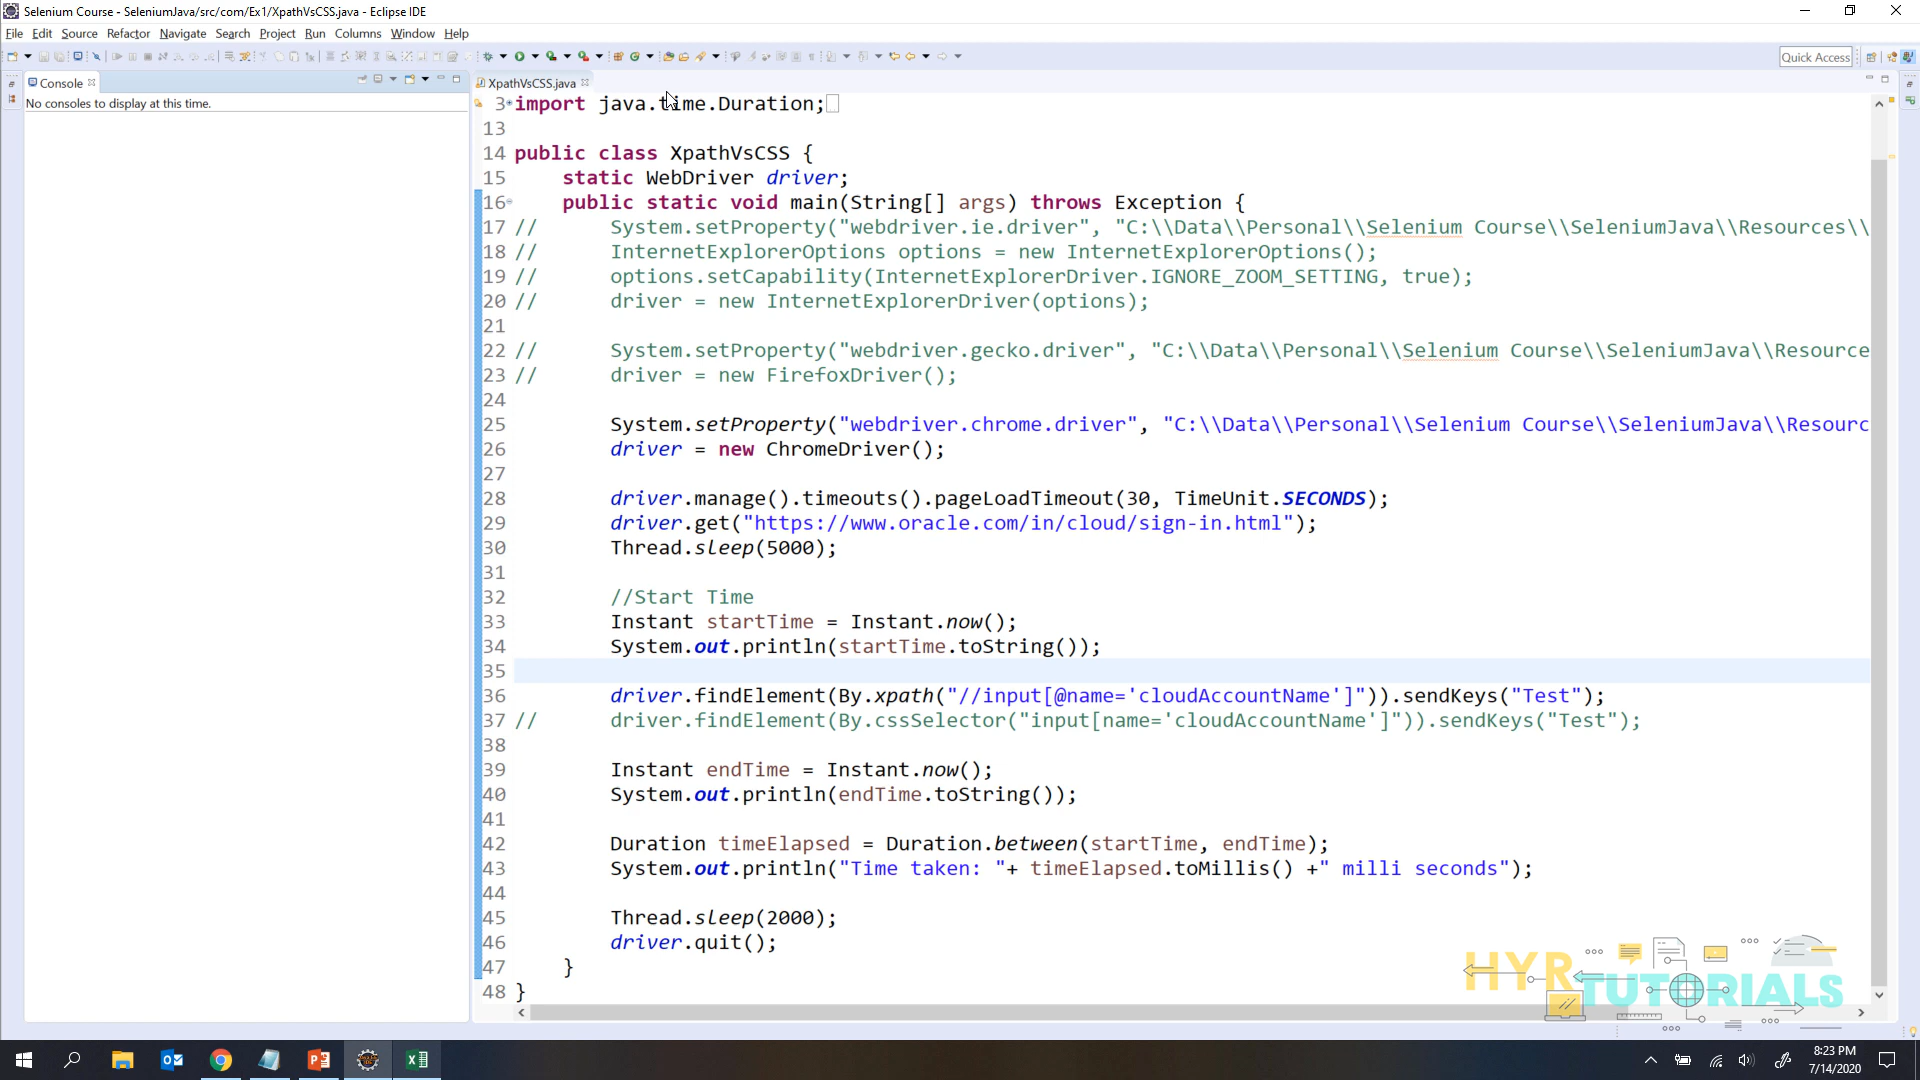 Selenium Course - SeleniumJava/src/com/Ex1/XpathVsCSS.java - Eclipse IDE
File Edit Source Refactor Navigate Search Project Run Columns Window Help
Quick Access
Console
No consoles to display at this time.
XpathVsCSS.java
3 import java.time.Duration;
13
14 public class XpathVsCSS {
15 static WebDriver driver;
16 public static void main(String[] args) throws Exception {
17 // System.setProperty("webdriver.ie.driver", "C:\\Data\\Personal\\Selenium Course\\SeleniumJava\\Resources\\
18 // InternetExplorerOptions options = new InternetExplorerOptions();
19 // options.setCapability(InternetExplorerDriver.IGNORE_ZOOM_SETTING, true);
20 // driver = new InternetExplorerDriver(options);
21
22 // System.setProperty("webdriver.gecko.driver", "C:\\Data\\Personal\\Selenium Course\\SeleniumJava\\Resource
23 // driver = new FirefoxDriver();
24
25 System.setProperty("webdriver.chrome.driver", "C:\\Data\\Personal\\Selenium Course\\SeleniumJava\\Resourc
26 driver = new ChromeDriver();
27
28 driver.manage().timeouts().pageLoadTimeout(30, TimeUnit.SECONDS);
29 driver.get("https://www.oracle.com/in/cloud/sign-in.html");
30 Thread.sleep(5000);
31
32 //Start Time
33 Instant startTime = Instant.now();
34 System.out.println(startTime.toString());
35
36 driver.findElement(By.xpath("//input[@name='cloudAccountName']")).sendKeys("Test");
37 // driver.findElement(By.cssSelector("input[name='cloudAccountName']")).sendKeys("Test");
38
39 Instant endTime = Instant.now();
40 System.out.println(endTime.toString());
41
42 Duration timeElapsed = Duration.between(startTime, endTime);
43 System.out.println("Time taken: "+ timeElapsed.toMillis() +" milli seconds");
44
45 Thread.sleep(2000);
46 driver.quit();
47 }
48 }
HYR TUTORIALS
8:23 PM
7/14/2020